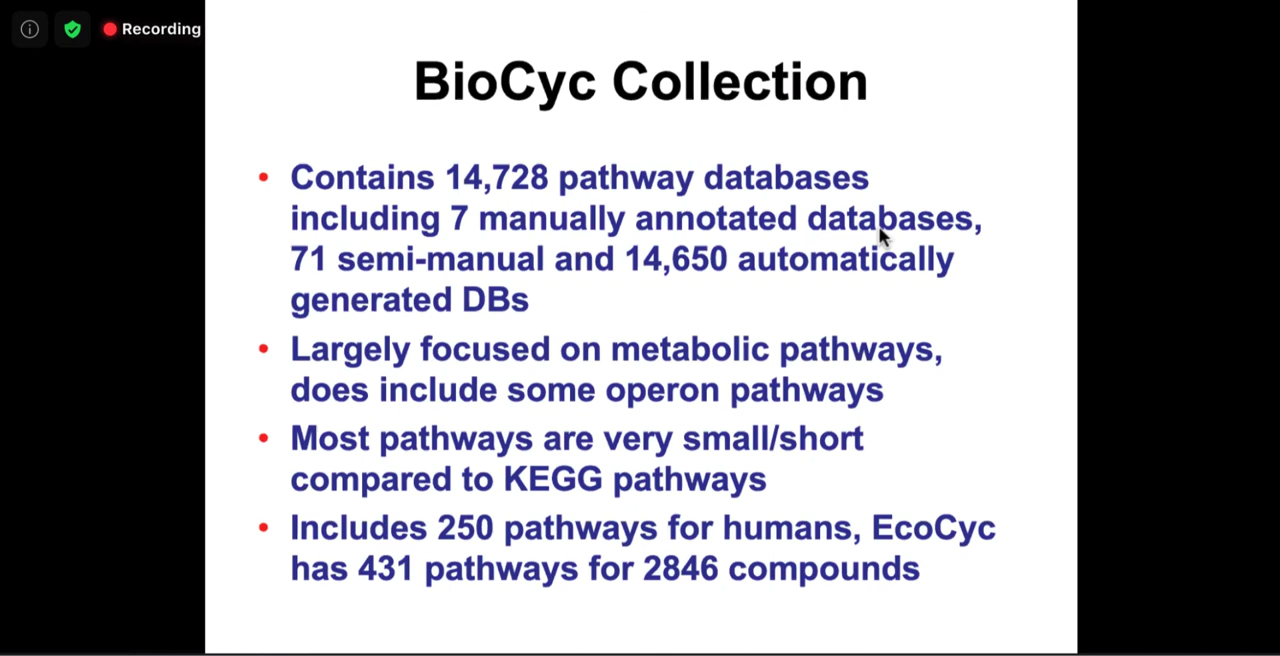 Recording
BioCyc Collection
• Contains 14,728 pathway databases
including 7 manually annotated databases,
71 semi-manual and 14,650 automatically
generated DBs
• Largely focused on metabolic pathways,
does include some operon pathways
• Most pathways are very small/short
compared to KEGG pathways
• Includes 250 pathways for humans, EcoCyc
has 431 pathways for 2846 compounds